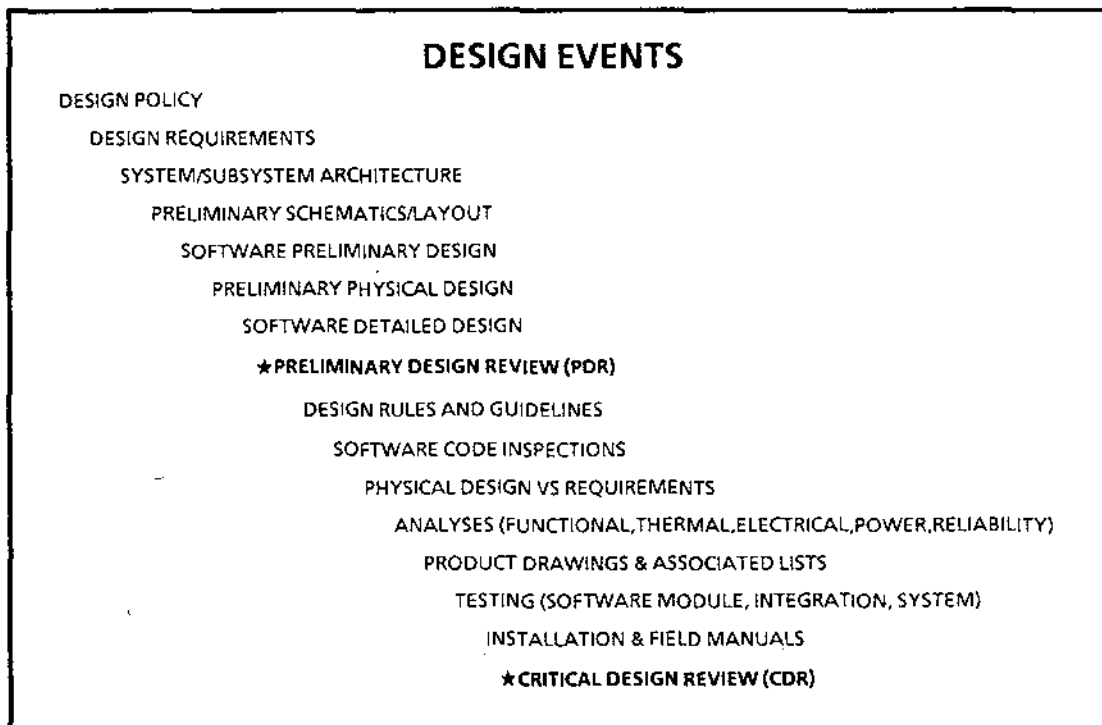 DESIGN EVENTS
DESIGN POLICY
DESIGN REQUIREMENTS
SYSTEM/SUBSYSTEM ARCHITECTURE
PRELIMINARY SCHEMATICS/LAYOUT
SOFTWARE PRELIMINARY DESIGN
PRELIMINARY PHYSICAL DESIGN
SOFTWARE DETAILED DESIGN
★PRELIMINARY DESIGN REVIEW (PDR)
DESIGN RULES AND GUIDELINES
SOFTWARE CODE INSPECTIONS
PHYSICAL DESIGN VS REQUIREMENTS
ANALYSES (FUNCTIONAL,THERMAL,ELECTRICAL,POWER,RELIABILITY)
PRODUCT DRAWINGS & ASSOCIATED LISTS
TESTING (SOFTWARE MODULE, INTEGRATION, SYSTEM)
INSTALLATION & FIELD MANUALS
★CRITICAL DESIGN REVIEW (CDR)